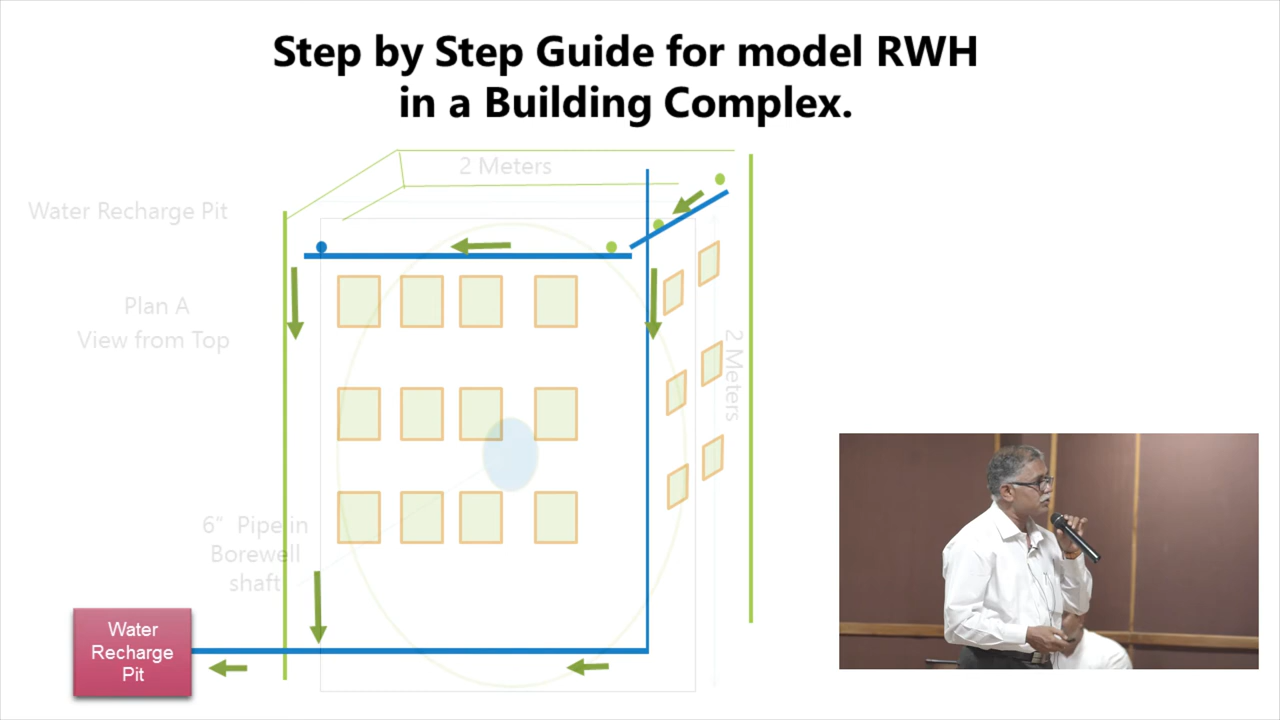 Step by Step Guide for model RWH
in a Building Complex.
2 Meters
Water Recharge Pit
Plan A
View from Top
2 Meters
6” Pipe in
Borewell
shaft
Water
Recharge
Pit